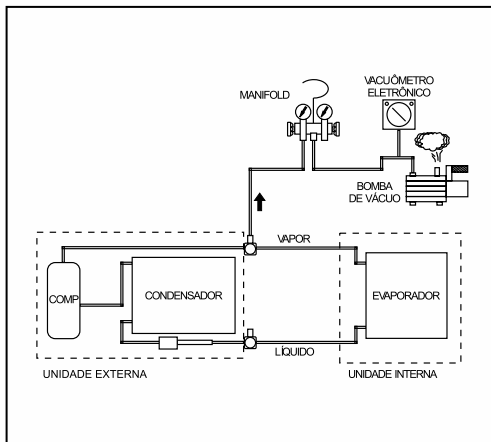 MANIFOLD
VACUÔMETRO
ELETRÔNICO
BOMBA
DE VÁCUO
VAPOR
COMP
CONDENSADOR
EVAPORADOR
LÍQUIDO
UNIDADE EXTERNA
UNIDADE INTERNA